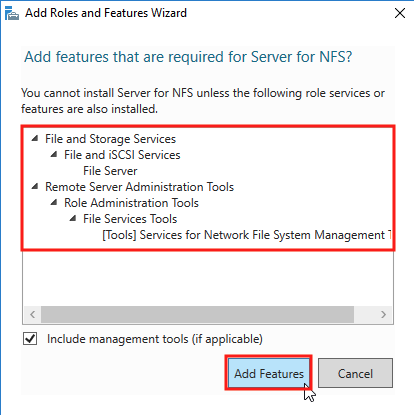 Add Roles and Features Wizard
Add features that are required for Server for NFS?
You cannot install Server for NFS unless the following role services or
features are also installed.
File and Storage Services
File and iSCSI Services
File Server
Remote Server Administration Tools
Role Administration Tools
File Services Tools
[Tools] Services for Network File System Management T
Include management tools (if applicable)
Add Features
Cancel